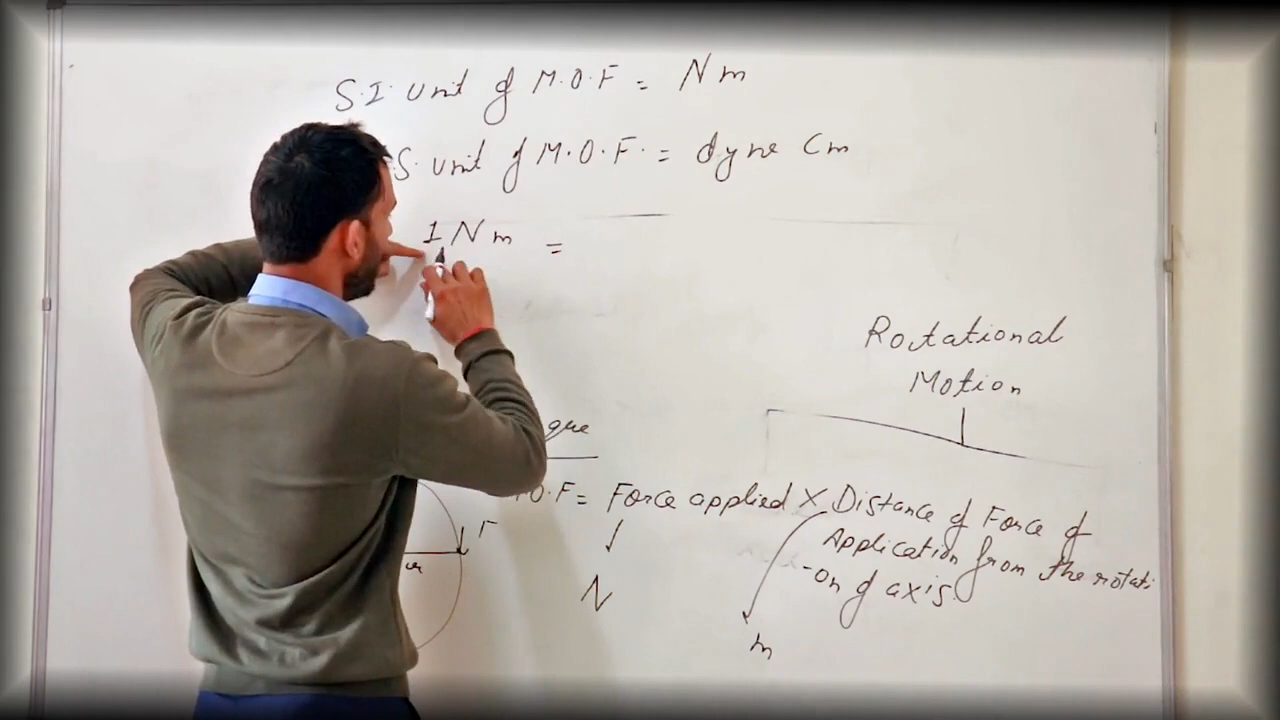 S.I. Unit of M.O.F = Nm
S. Unit of M.O.F. = dyne Cm
1 N m =
Rotational
Motion
que
O.F = Force applied X Distance of Force of
Application from the rotati
-on of axis.
N
m